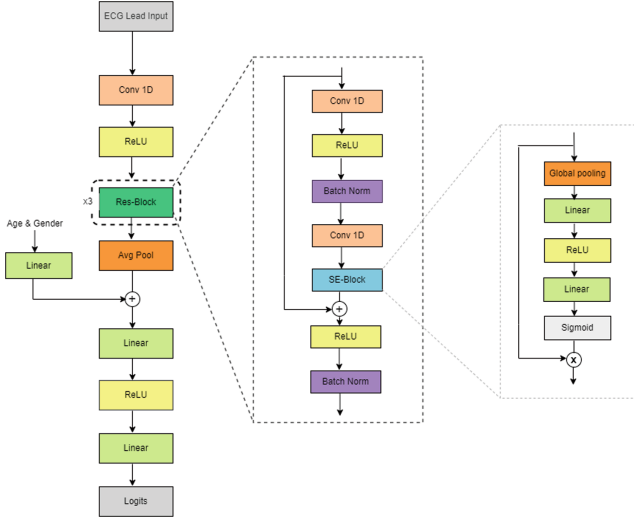 ECG Lead Input
Conv 1D
ReLU
x3
Res-Block
Age & Gender
Linear
Avg Pool
+
Linear
ReLU
Linear
Logits
Conv 1D
ReLU
Batch Norm
Conv 1D
SE-Block
+
ReLU
Batch Norm
Global pooling
Linear
ReLU
Linear
Sigmoid
x